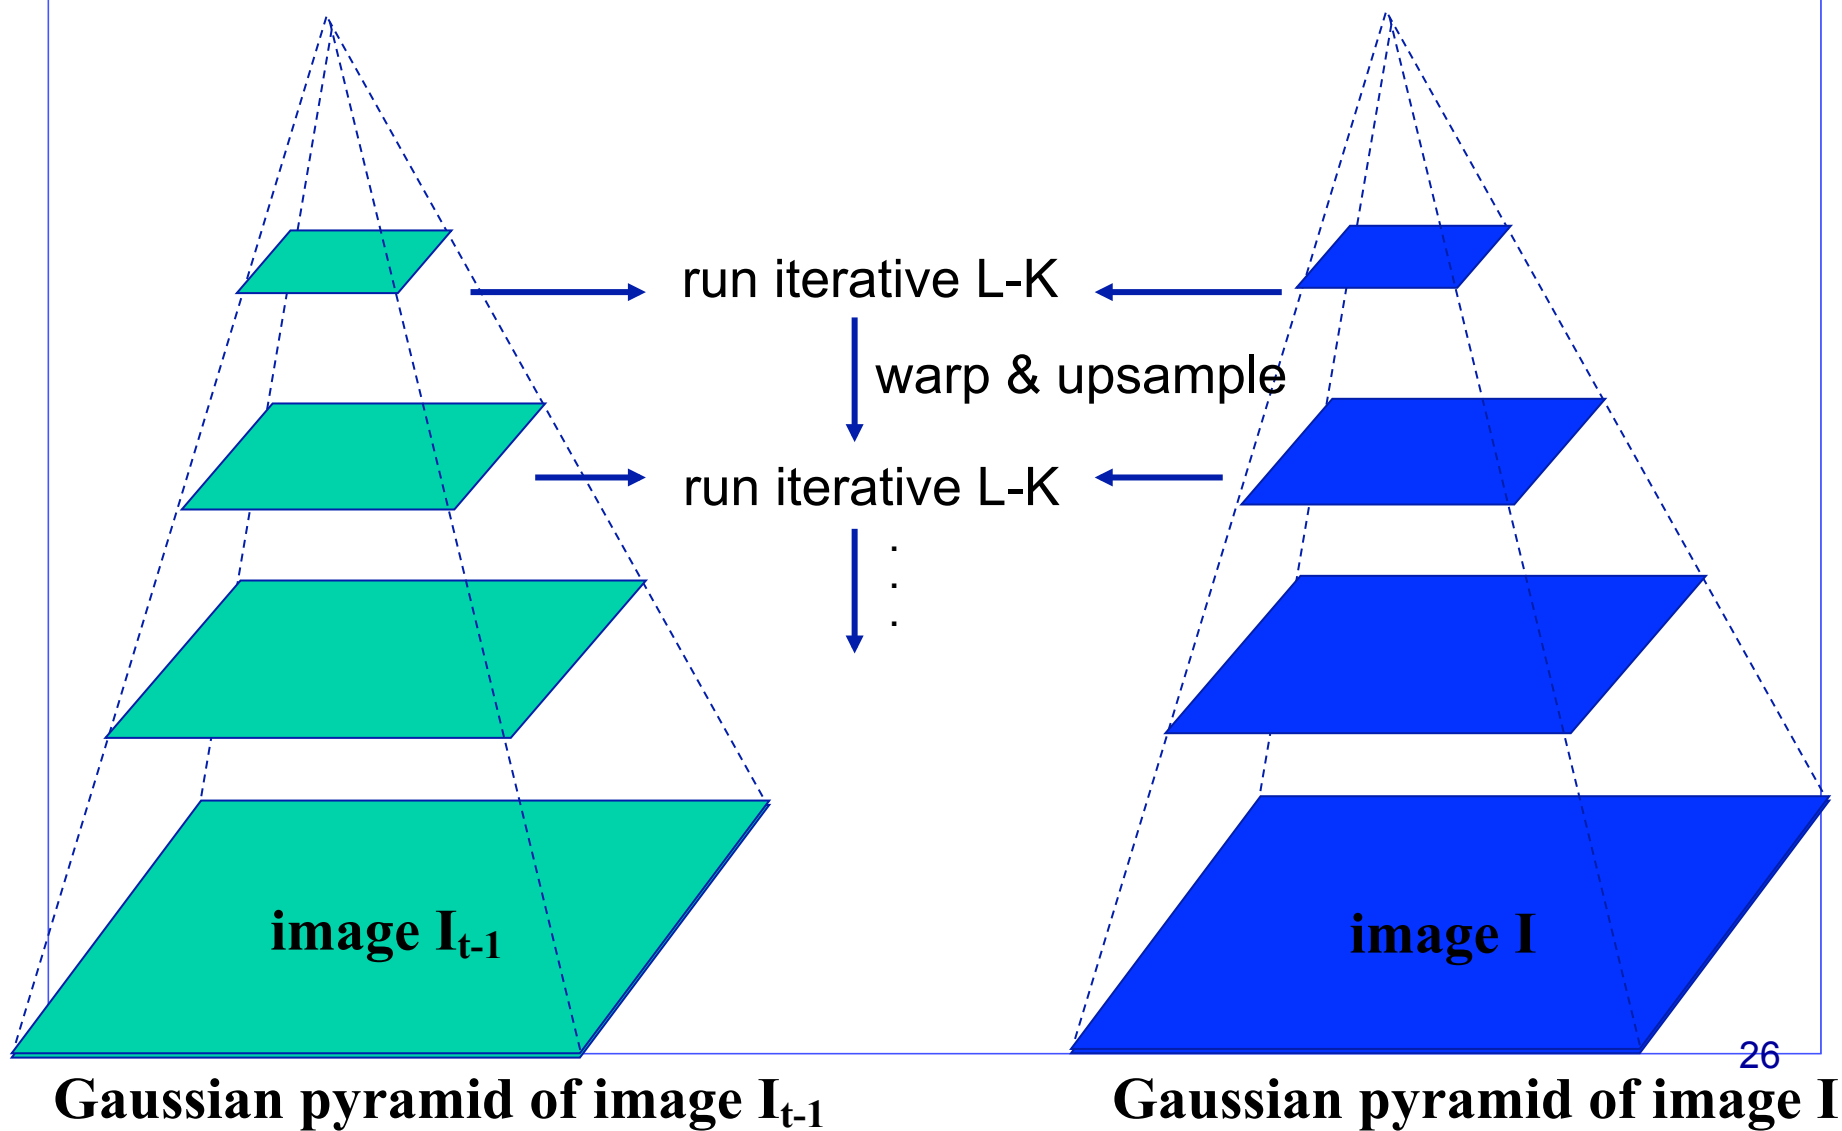 run iterative L-K
warp & upsample
run iterative L-K
.
.
.
image Iₜ₋₁
image I
26
Gaussian pyramid of image Iₜ₋₁
Gaussian pyramid of image I